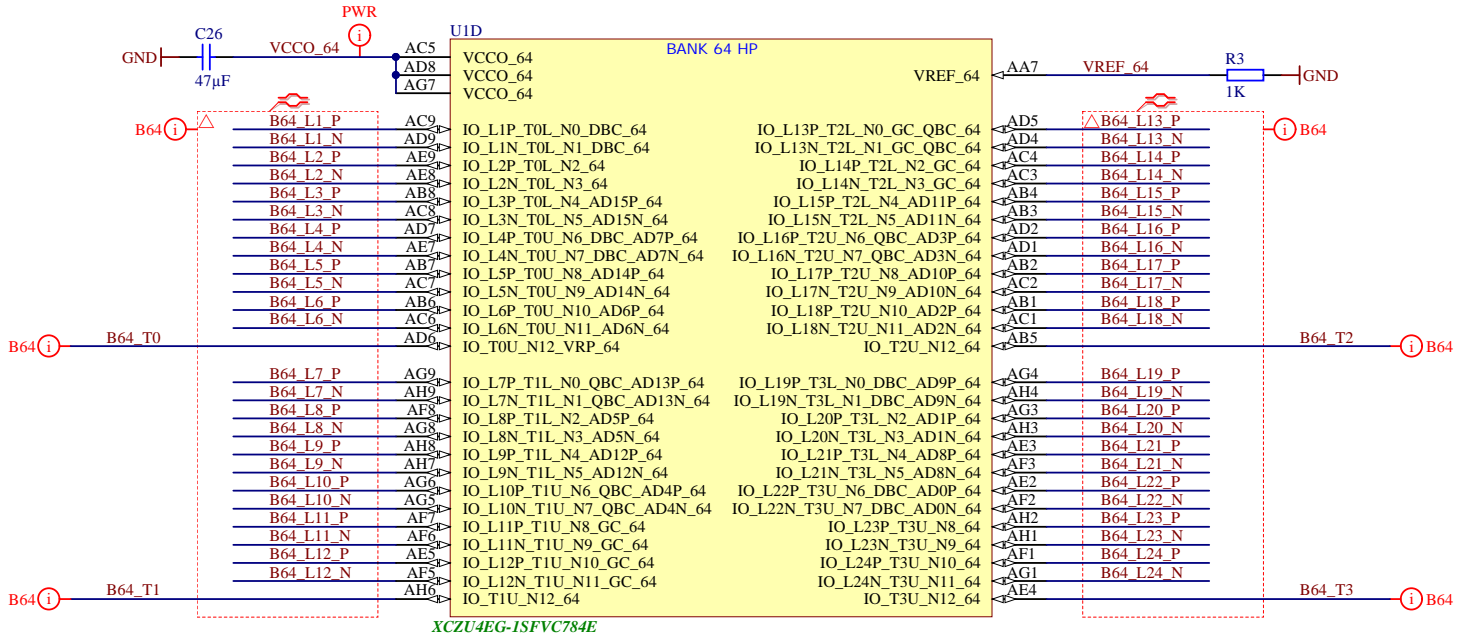 PWR
C26
GND
VCCO_64
47µF
U1D
BANK 64 HP
AC5 VCCO_64
AD8 VCCO_64
AG7 VCCO_64
VREF_64 AA7 VREF_64 R3 GND
1K
B64 i
B64_L1_P AC9 IO_L1P_T0L_N0_DBC_64
B64_L1_N AD9 IO_L1N_T0L_N1_DBC_64
B64_L2_P AE9 IO_L2P_T0L_N2_64
B64_L2_N AE8 IO_L2N_T0L_N3_64
B64_L3_P AB8 IO_L3P_T0L_N4_AD15P_64
B64_L3_N AC8 IO_L3N_T0L_N5_AD15N_64
B64_L4_P AD7 IO_L4P_T0U_N6_DBC_AD7P_64
B64_L4_N AE7 IO_L4N_T0U_N7_DBC_AD7N_64
B64_L5_P AB7 IO_L5P_T0U_N8_AD14P_64
B64_L5_N AC7 IO_L5N_T0U_N9_AD14N_64
B64_L6_P AB6 IO_L6P_T0U_N10_AD6P_64
B64_L6_N AC6 IO_L6N_T0U_N11_AD6N_64
B64 i B64_T0 AD6 IO_T0U_N12_VRP_64
B64_L7_P AG9 IO_L7P_T1L_N0_QBC_AD13P_64
B64_L7_N AH9 IO_L7N_T1L_N1_QBC_AD13N_64
B64_L8_P AF8 IO_L8P_T1L_N2_AD5P_64
B64_L8_N AG8 IO_L8N_T1L_N3_AD5N_64
B64_L9_P AH8 IO_L9P_T1L_N4_AD12P_64
B64_L9_N AH7 IO_L9N_T1L_N5_AD12N_64
B64_L10_P AG6 IO_L10P_T1U_N6_QBC_AD4P_64
B64_L10_N AG5 IO_L10N_T1U_N7_QBC_AD4N_64
B64_L11_P AF7 IO_L11P_T1U_N8_GC_64
B64_L11_N AF6 IO_L11N_T1U_N9_GC_64
B64_L12_P AE5 IO_L12P_T1U_N10_GC_64
B64_L12_N AF5 IO_L12N_T1U_N11_GC_64
B64 i B64_T1 AH6 IO_T1U_N12_64
IO_L13P_T2L_N0_GC_QBC_64 AD5 B64_L13_P i B64
IO_L13N_T2L_N1_GC_QBC_64 AD4 B64_L13_N
IO_L14P_T2L_N2_GC_64 AC4 B64_L14_P
IO_L14N_T2L_N3_GC_64 AC3 B64_L14_N
IO_L15P_T2L_N4_AD11P_64 AB4 B64_L15_P
IO_L15N_T2L_N5_AD11N_64 AB3 B64_L15_N
IO_L16P_T2U_N6_QBC_AD3P_64 AD2 B64_L16_P
IO_L16N_T2U_N7_QBC_AD3N_64 AD1 B64_L16_N
IO_L17P_T2U_N8_AD10P_64 AB2 B64_L17_P
IO_L17N_T2U_N9_AD10N_64 AC2 B64_L17_N
IO_L18P_T2U_N10_AD2P_64 AB1 B64_L18_P
IO_L18N_T2U_N11_AD2N_64 AC1 B64_L18_N
IO_T2U_N12_64 AB5 B64_T2 i B64
IO_L19P_T3L_N0_DBC_AD9P_64 AG4 B64_L19_P
IO_L19N_T3L_N1_DBC_AD9N_64 AH4 B64_L19_N
IO_L20P_T3L_N2_AD1P_64 AG3 B64_L20_P
IO_L20N_T3L_N3_AD1N_64 AH3 B64_L20_N
IO_L21P_T3L_N4_AD8P_64 AE3 B64_L21_P
IO_L21N_T3L_N5_AD8N_64 AF3 B64_L21_N
IO_L22P_T3U_N6_DBC_AD0P_64 AE2 B64_L22_P
IO_L22N_T3U_N7_DBC_AD0N_64 AF2 B64_L22_N
IO_L23P_T3U_N8_64 AH2 B64_L23_P
IO_L23N_T3U_N9_64 AH1 B64_L23_N
IO_L24P_T3U_N10_64 AF1 B64_L24_P
IO_L24N_T3U_N11_64 AG1 B64_L24_N
IO_T3U_N12_64 AE4 B64_T3 i B64
XCZU4EG-1SFVC784E